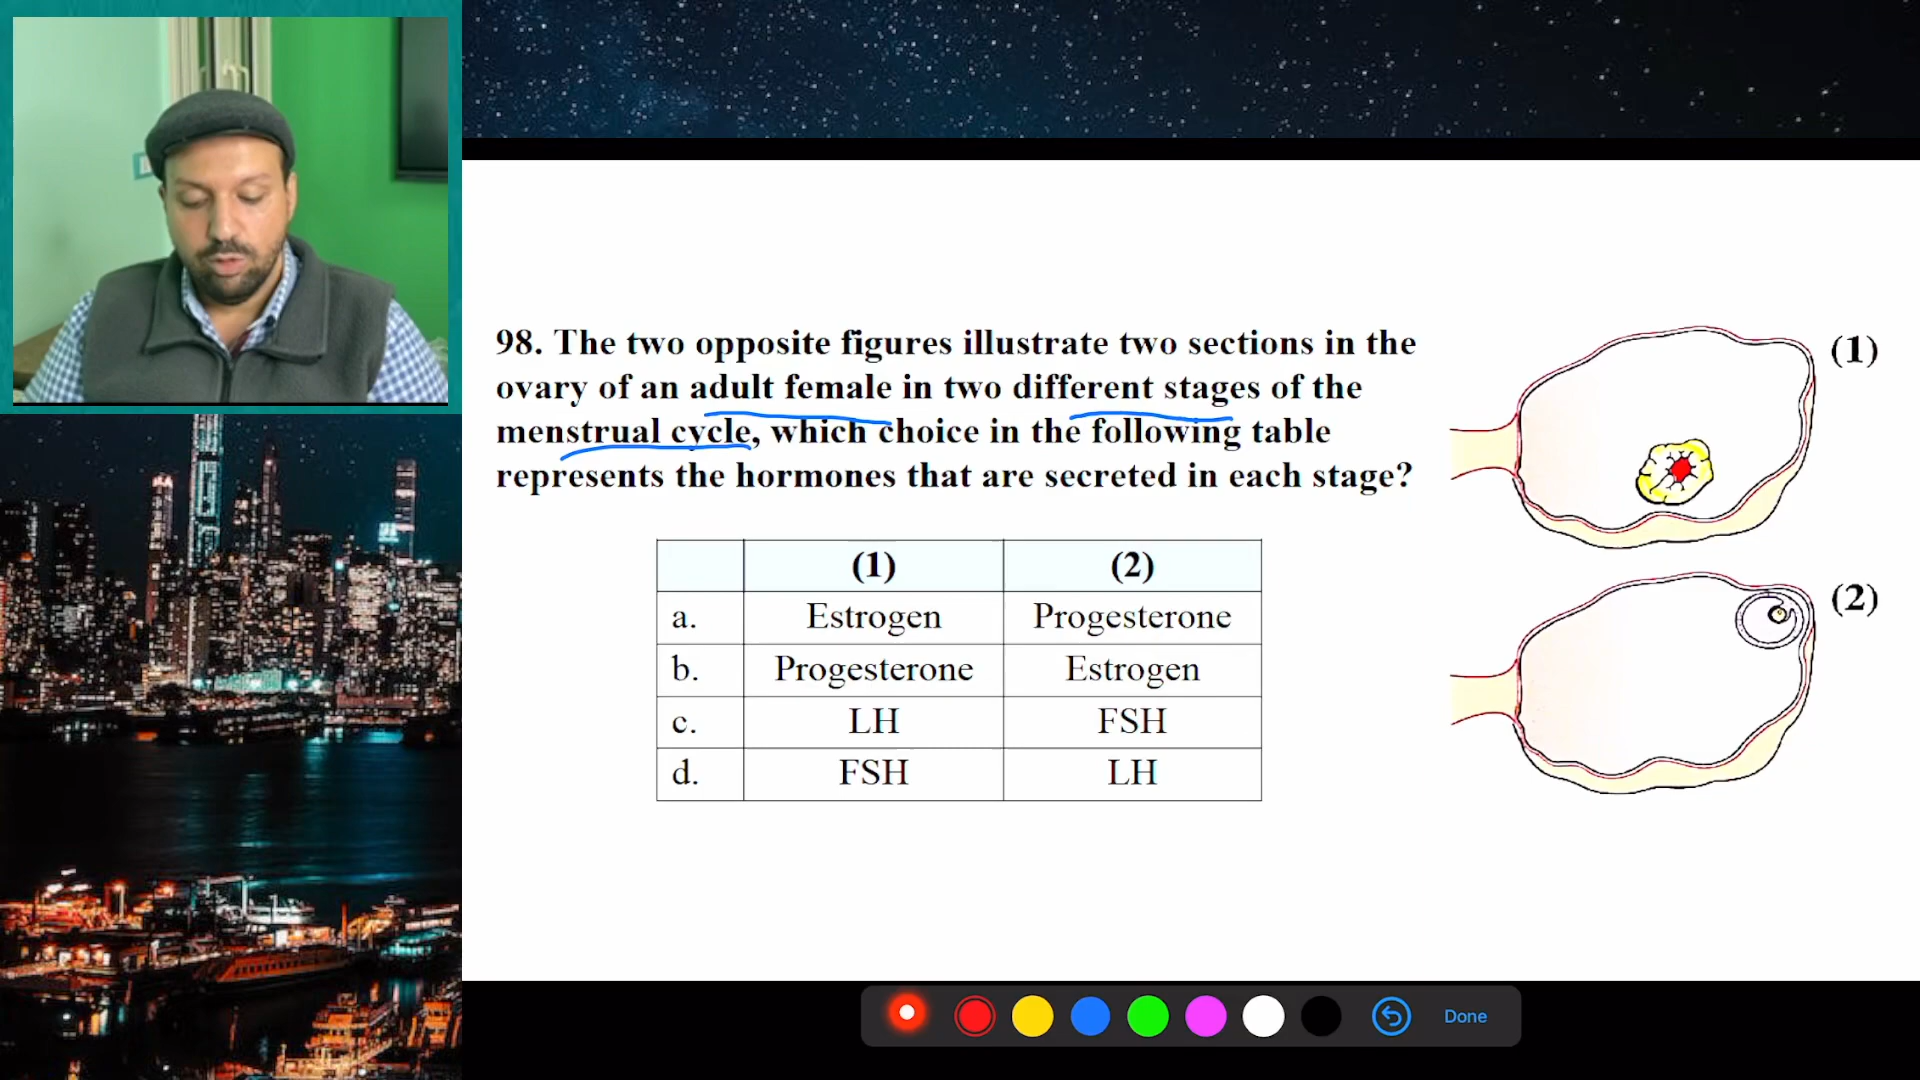 98. The two opposite figures illustrate two sections in the
ovary of an adult female in two different stages of the
menstrual cycle, which choice in the following table
represents the hormones that are secreted in each stage?
(1) (2)
a. Estrogen Progesterone
b. Progesterone Estrogen
c. LH FSH
d. FSH LH
(1)
(2)
Done